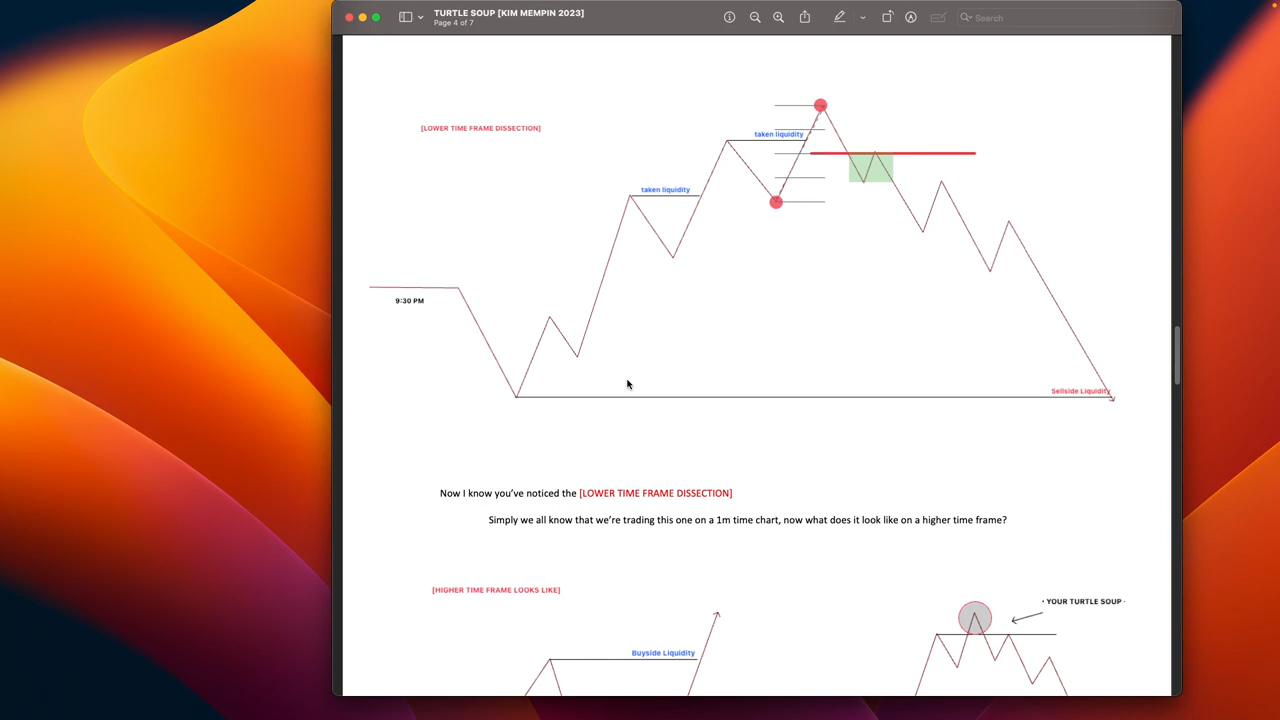 TURTLE SOUP [KIM MEMPIN 2023]
Page 4 of 7
Search
[LOWER TIME FRAME DISSECTION]
taken liquidity
taken liquidity
9:30 PM
Sellside Liquidity
Now I know you’ve noticed the [LOWER TIME FRAME DISSECTION]
Simply we all know that we’re trading this one on a 1m time chart, now what does it look like on a higher time frame?
[HIGHER TIME FRAME LOOKS LIKE]
· YOUR TURTLE SOUP ·
Buyside Liquidity